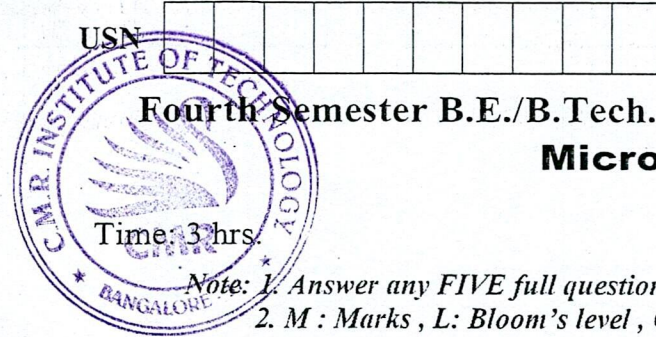 USN
C.M.R. INSTITUTE OF TECHNOLOGY
CMR
* BANGALORE *
Fourth Semester B.E./B.Tech.
Micro
Time: 3 hrs.
Note: 1. Answer any FIVE full question
2. M : Marks , L: Bloom's level ,